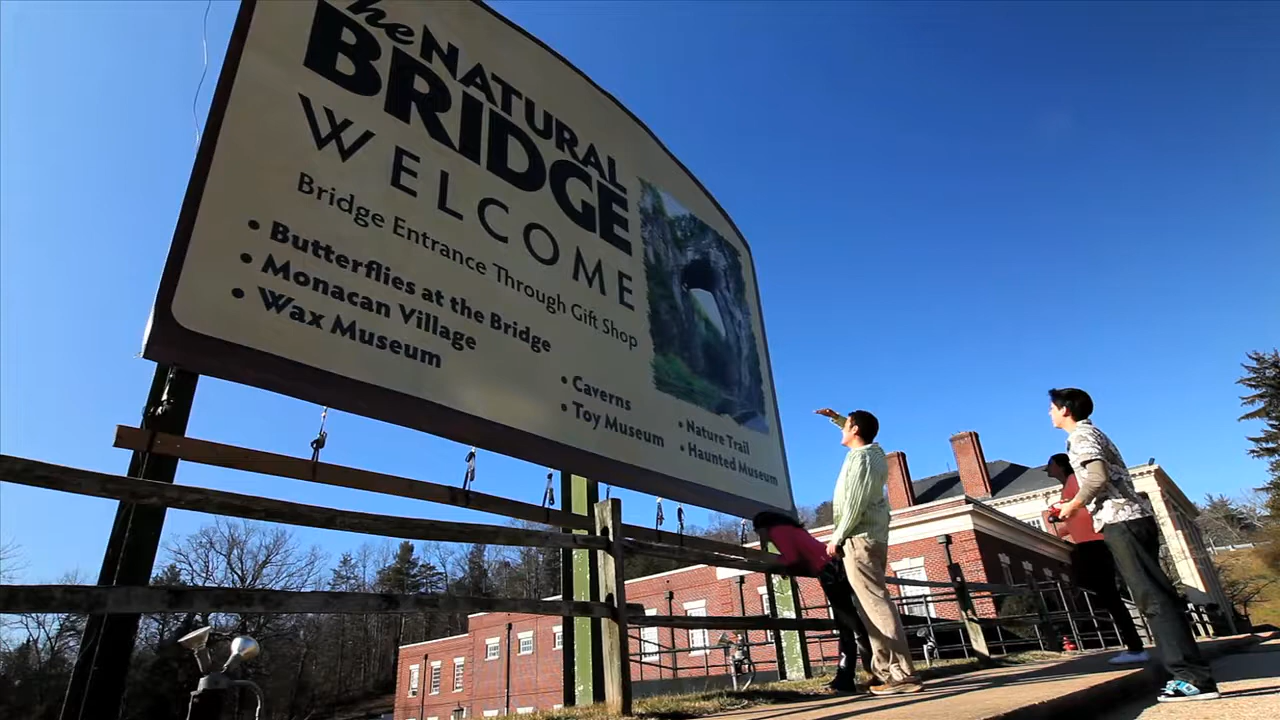 The NATURAL
BRIDGE
WELCOME
Bridge Entrance Through Gift Shop
• Butterflies at the Bridge
• Monacan Village
• Wax Museum
• Caverns
• Toy Museum
• Nature Trail
• Haunted Museum